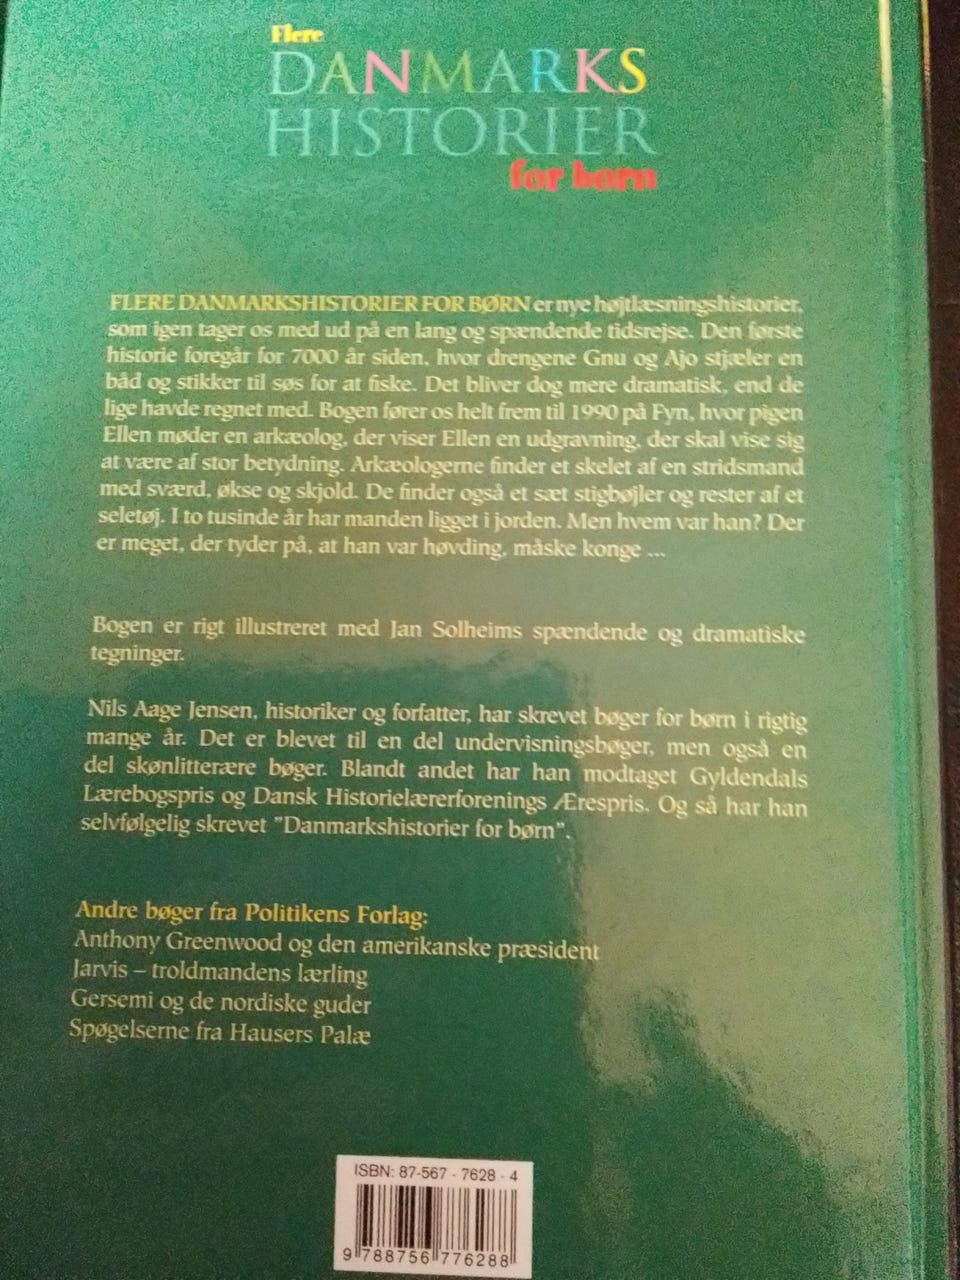 Flere
DANMARKS
HISTORIER
for børn
FLERE DANMARKSHISTORIER FOR BØRN er nye højtlæsningshistorier,
som igen tager os med ud på en lang og spændende tidsrejse. Den første
historie foregår for 7000 år siden, hvor drengene Gnu og Ajo stjæler en
båd og stikker til søs for at fiske. Det bliver dog mere dramatisk, end de
lige havde regnet med. Bogen fører os helt frem til 1990 på Fyn, hvor pigen
Ellen møder en arkæolog, der viser Ellen en udgravning, der skal vise sig
at være af stor betydning. Arkæologerne finder et skelet af en stridsmand
med sværd, økse og skjold. De finder også et sæt stigbøjler og rester af et
seletøj. I to tusinde år har manden ligget i jorden. Men hvem var han? Der
er meget, der tyder på, at han var høvding, måske konge ...
Bogen er rigt illustreret med Jan Solheims spændende og dramatiske
tegninger.
Nils Aage Jensen, historiker og forfatter, har skrevet bøger for børn i rigtig
mange år. Det er blevet til en del undervisningsbøger, men også en
del skønlitterære bøger. Blandt andet har han modtaget Gyldendals
Lærebogspris og Dansk Historielærerforenings Ærespris. Og så har han
selvfølgelig skrevet "Danmarkshistorier for børn".
Andre bøger fra Politikens Forlag:
Anthony Greenwood og den amerikanske præsident
Jarvis – troldmandens lærling
Gersemi og de nordiske guder
Spøgelserne fra Hausers Palæ
ISBN: 87-567 - 7628 - 4
9 788756 776288